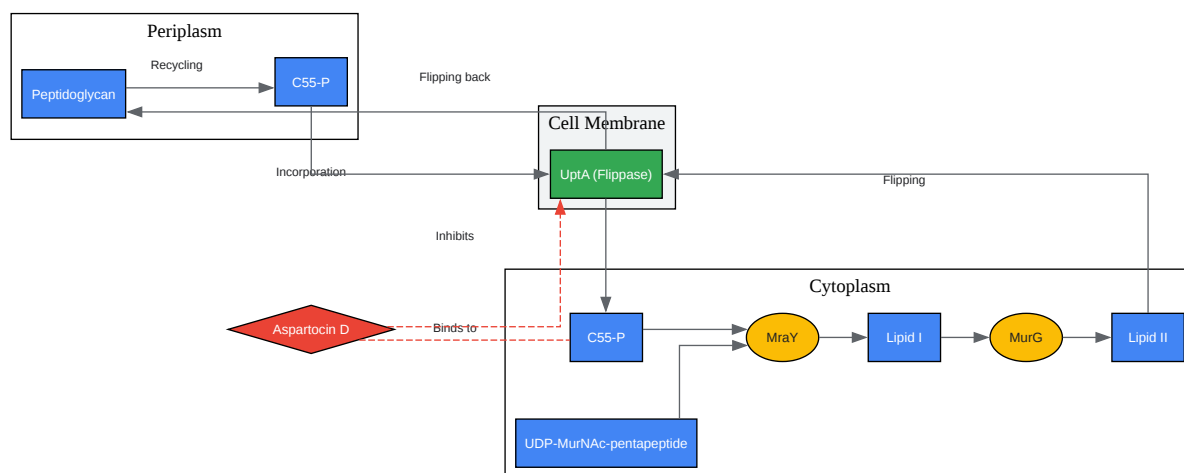 Periplasm
Recycling
Peptidoglycan
C55-P
Flipping back
Cell Membrane
UptA (Flippase)
Incorporation
Flipping
Inhibits
Cytoplasm
Aspartocin D
Binds to
C55-P
MraY
Lipid I
MurG
Lipid II
UDP-MurNAc-pentapeptide